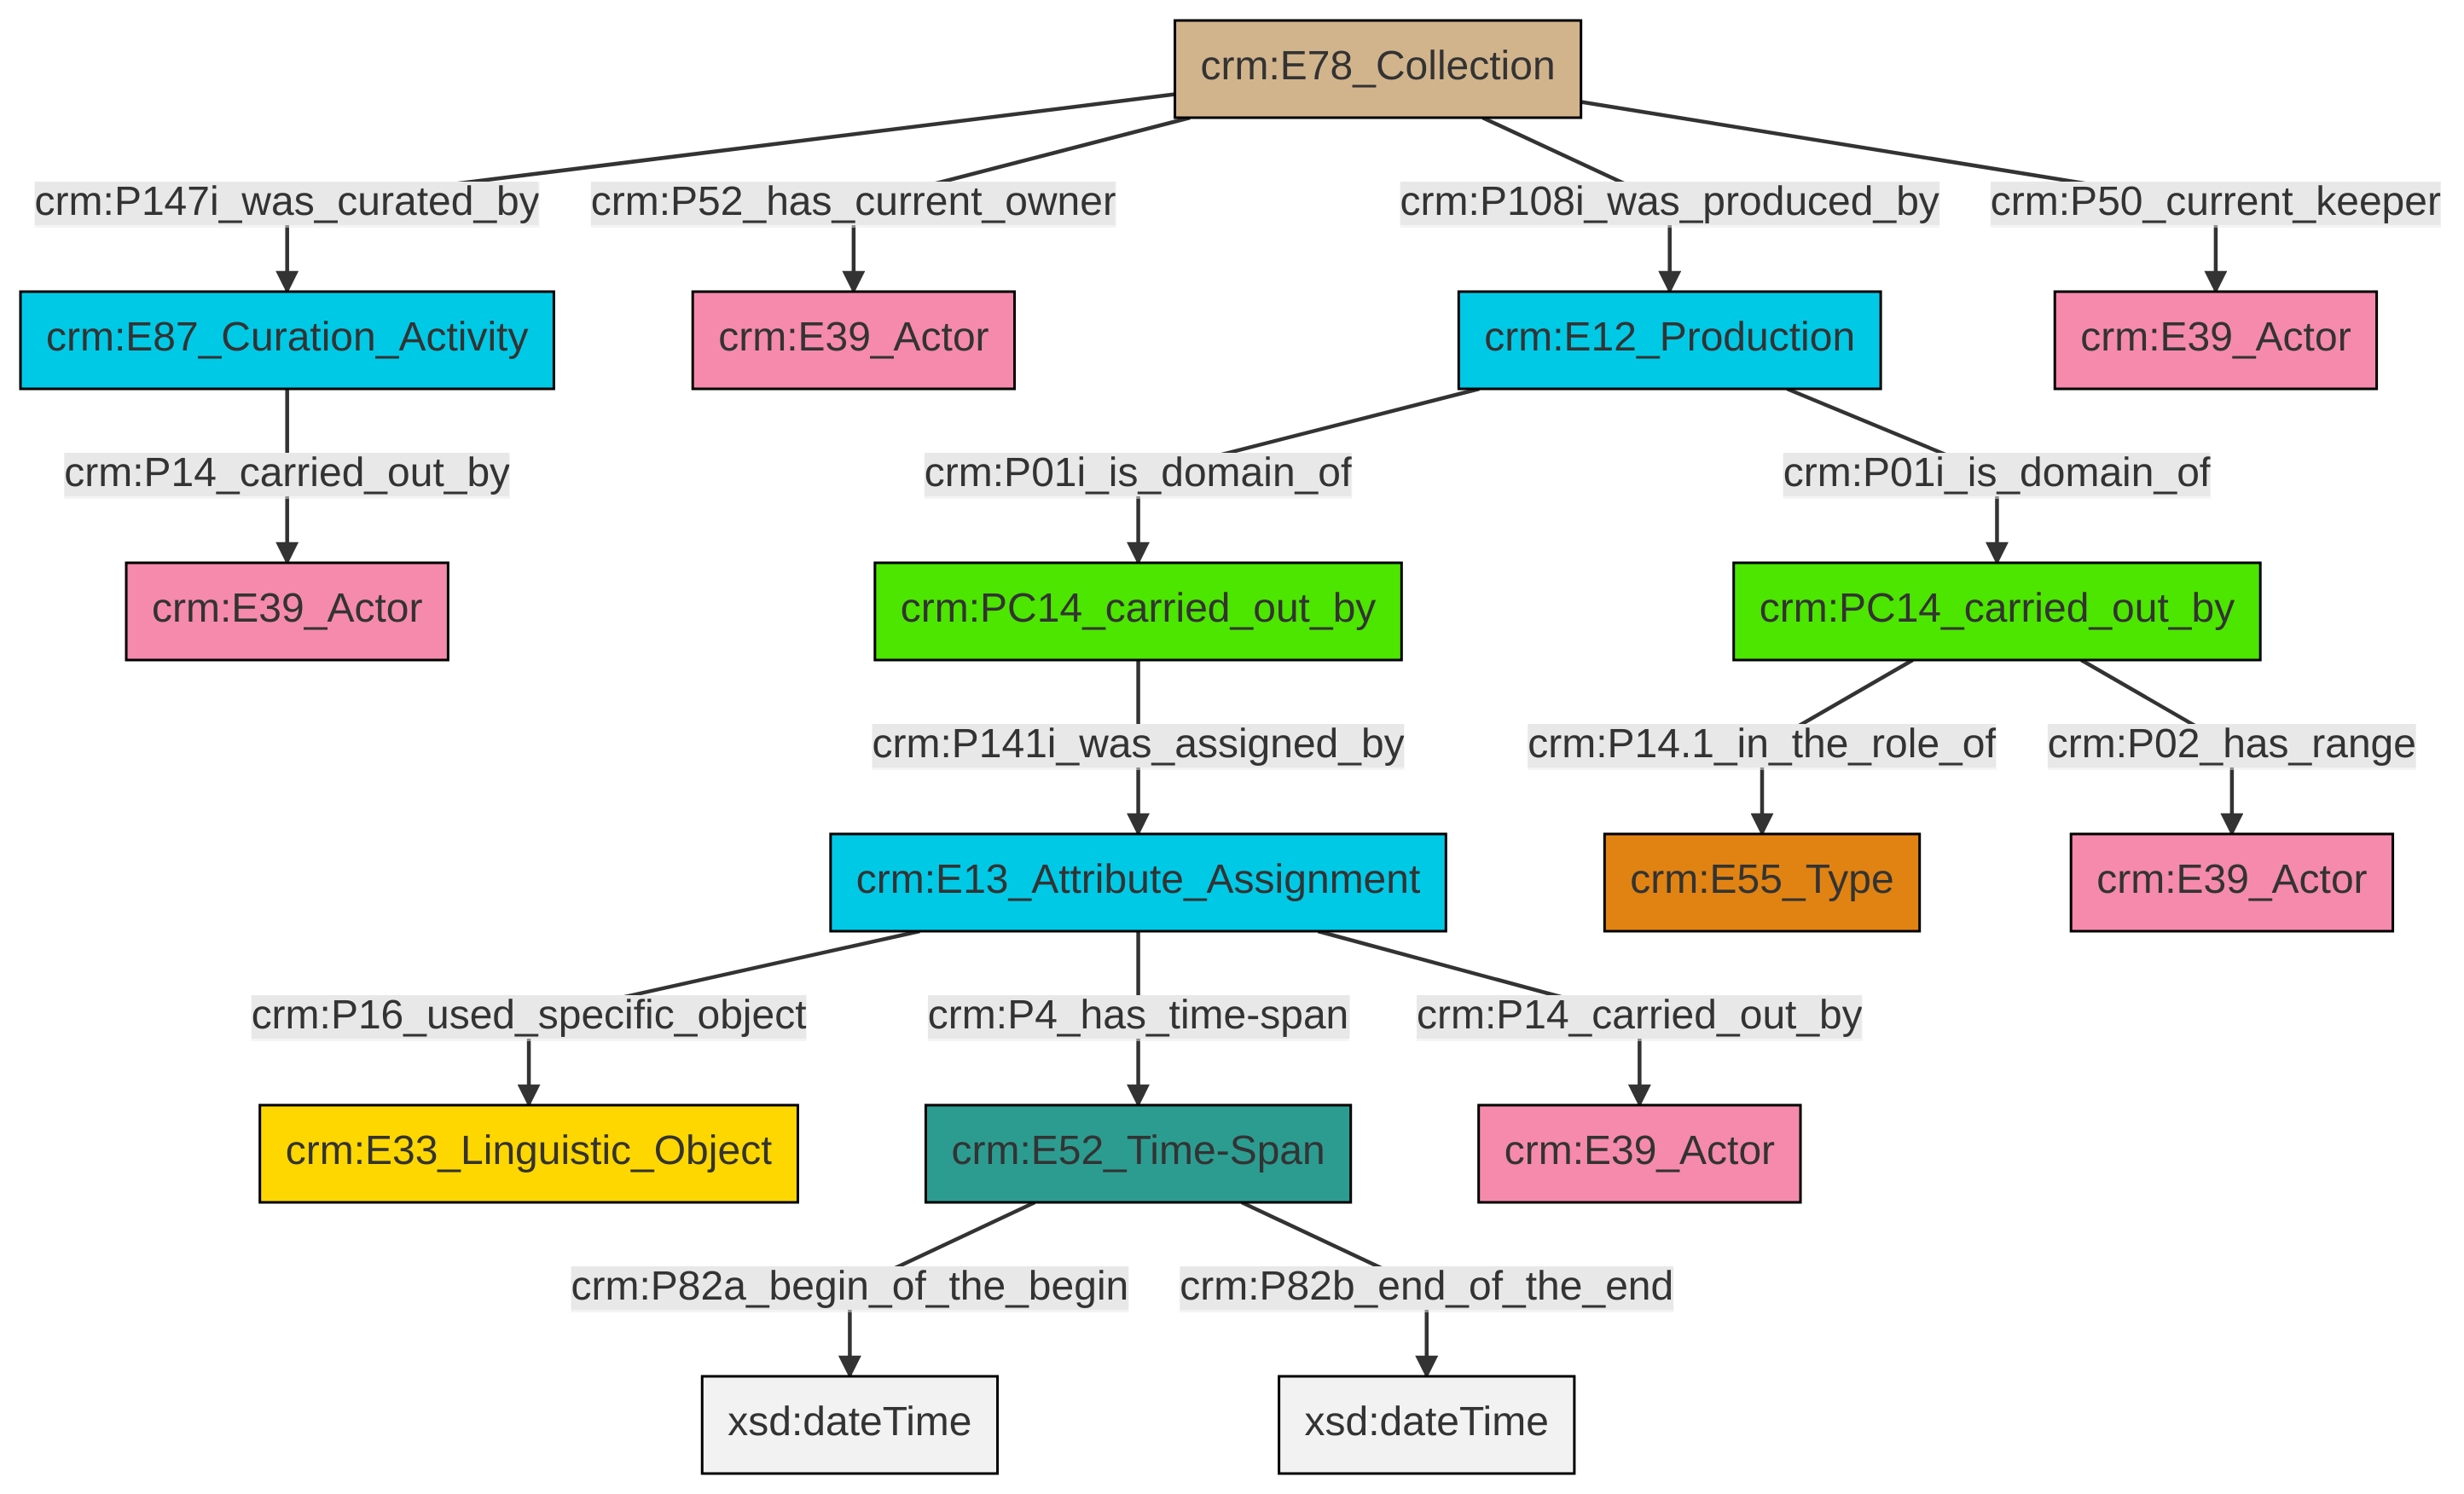 crm:E78_Collection
crm:P147i_was_curated_by
crm:P52_has_current_owner
crm:P108i_was_produced_by
crm:P50_current_keeper
crm:E87_Curation_Activity
crm:E39_Actor
crm:E12_Production
crm:E39_Actor
crm:P14_carried_out_by
crm:P01i_is_domain_of
crm:P01i_is_domain_of
crm:E39_Actor
crm:PC14_carried_out_by
crm:PC14_carried_out_by
crm:P141i_was_assigned_by
crm:P14.1_in_the_role_of
crm:P02_has_range
crm:E13_Attribute_Assignment
crm:E55_Type
crm:E39_Actor
crm:P16_used_specific_object
crm:P4_has_time-span
crm:P14_carried_out_by
crm:E33_Linguistic_Object
crm:E52_Time-Span
crm:E39_Actor
crm:P82a_begin_of_the_begin
crm:P82b_end_of_the_end
xsd:dateTime
xsd:dateTime